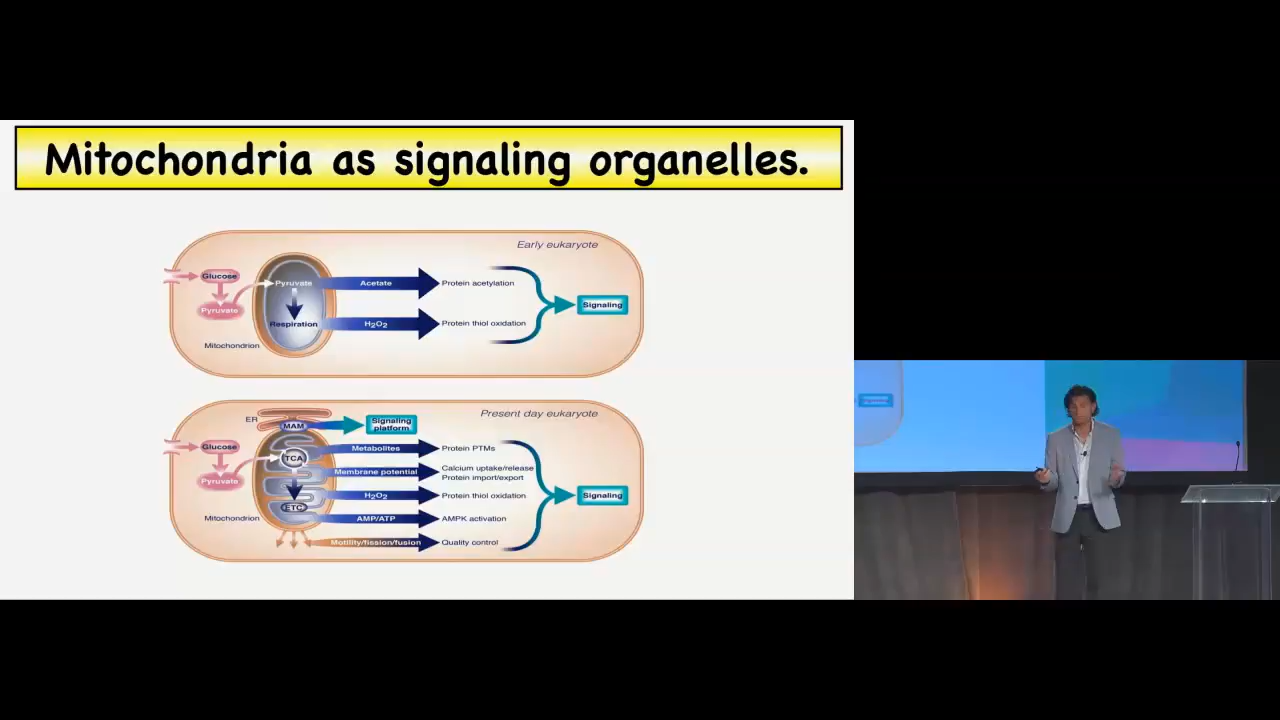 Mitochondria as signaling organelles.
Early eukaryote
Glucose
Pyruvate
Pyruvate
Respiration
Mitochondrion
Acetate
Protein acetylation
H2O2
Protein thiol oxidation
Signaling
Present day eukaryote
ER
MAM
Signaling
platform
Glucose
Pyruvate
TCA
ETC
Mitochondrion
Metabolites
Protein PTMs
Membrane potential
Calcium uptake/release
Protein import/export
H2O2
Protein thiol oxidation
AMP/ATP
AMPK activation
Motility/fission/fusion
Quality control
Signaling